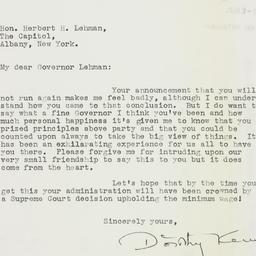 Hon. Herbert H. Lehman,
The Capitol,
Albany, New York.
My dear Governor Lehman:
Your announcement that you will
not run again makes me feel badly, although I can under
stand how you came to that conclusion. But I do want to
say what a fine Governor I think you've been and how
much personal happiness it's given me to know that you
prized principles above party and that you could be
counted upon always to take the big view of things. It
has been an exhilarating experience for us all to have
you there. Please forgive me for intruding upon our
very small friendship to say this to you but it does
come from the heart.
Let's hope that by the time you
get this your administration will have been crowned by
a Supreme Court decision upholding the minimum wage!
Sincerely yours,
Dorothy